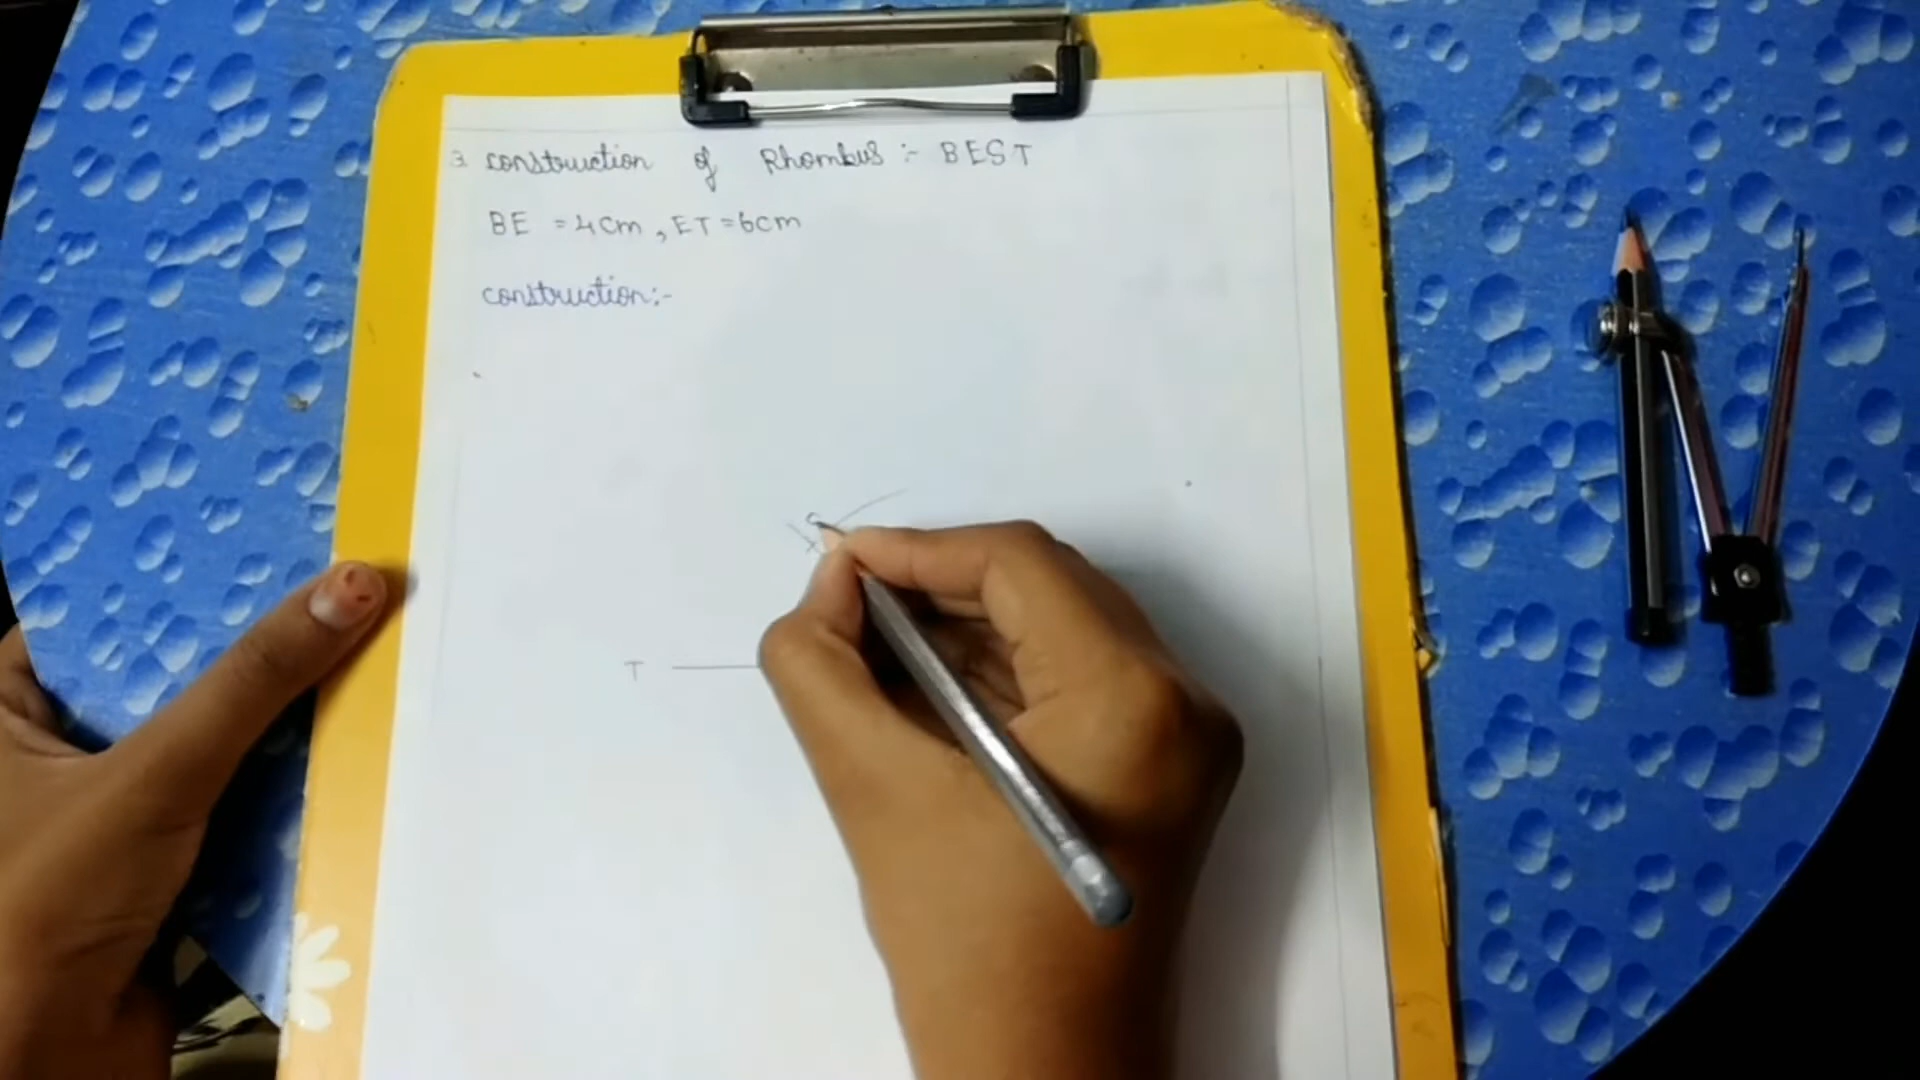 3. construction of Rhombus :- BEST
BE = 4cm, ET = 6cm
construction:-
S
T